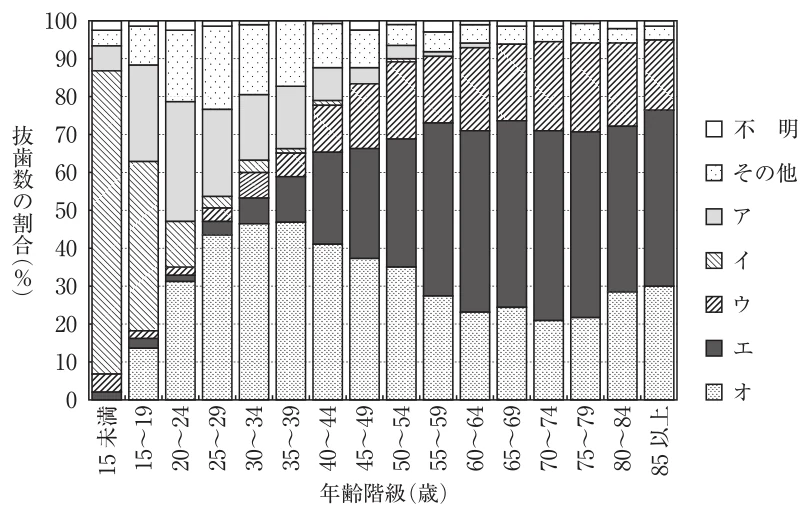 100
90
80
70
60
50
40
30
20
10
0
抜歯数の割合(%)
15未満
15〜19
20〜24
25〜29
30〜34
35〜39
40〜44
45〜49
50〜54
55〜59
60〜64
65〜69
70〜74
75〜79
80〜84
85以上
年齢階級(歳)
不 明
その他
ア
イ
ウ
エ
オ